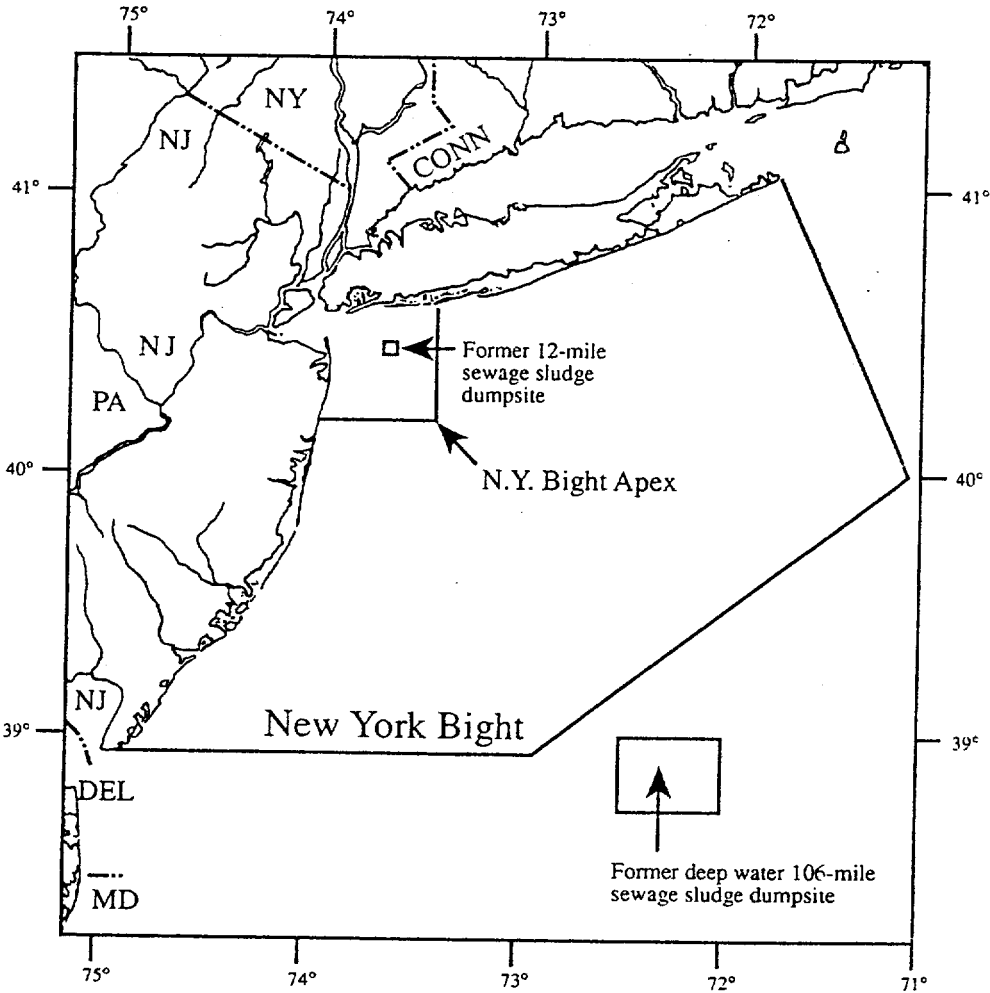 75° 74° 73° 72°
NY
NJ
CONN
41° 41°
NJ
Former 12-mile
sewage sludge
dumpsite
PA
40° 40°
N.Y. Bight Apex
NJ
New York Bight
39° 39°
DEL
Former deep water 106-mile
sewage sludge dumpsite
MD
75° 74° 73° 72° 71°